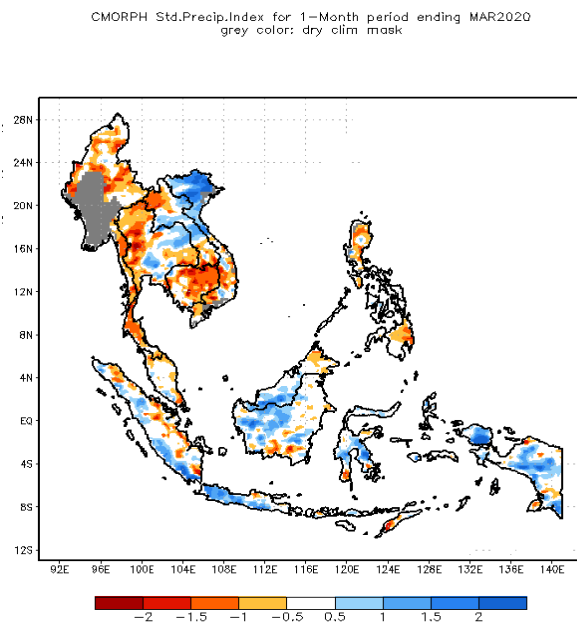 CMORPH Std.Precip.Index for 1-Month period ending MAR2020
grey color: dry clim mask
28N
24N
20N
16N
12N
8N
4N
EQ
4S
8S
12S
92E 96E 100E 104E 108E 112E 116E 120E 124E 128E 132E 136E 140E
-2 -1.5 -1 -0.5 0.5 1 1.5 2